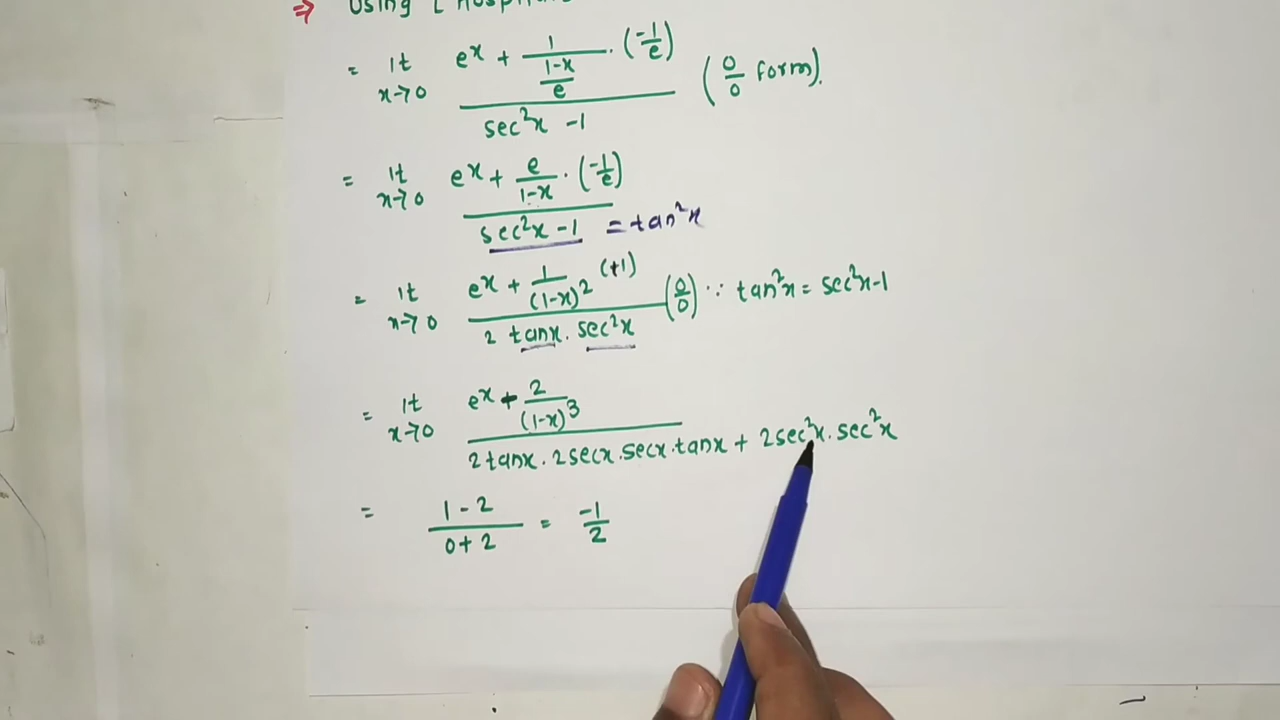 ⇒ Using L Hospital
= lt x→0 e^x + 1/((1-x)/e) · (-1/e) / sec²x - 1 (0/0 form).
= lt x→0 e^x + e/(1-x) · (-1/e) / sec²x - 1 = tan²x
= lt x→0 e^x + 1/(1-x)² (+1) / 2 tanx · sec²x (0/0) ∵ tan²x = sec²x-1
= lt x→0 e^x - 2/(1-x)³ / 2tanx · 2secx · secx · tanx + 2sec²x · sec²x
= 1 - 2 / 0 + 2 = -1/2